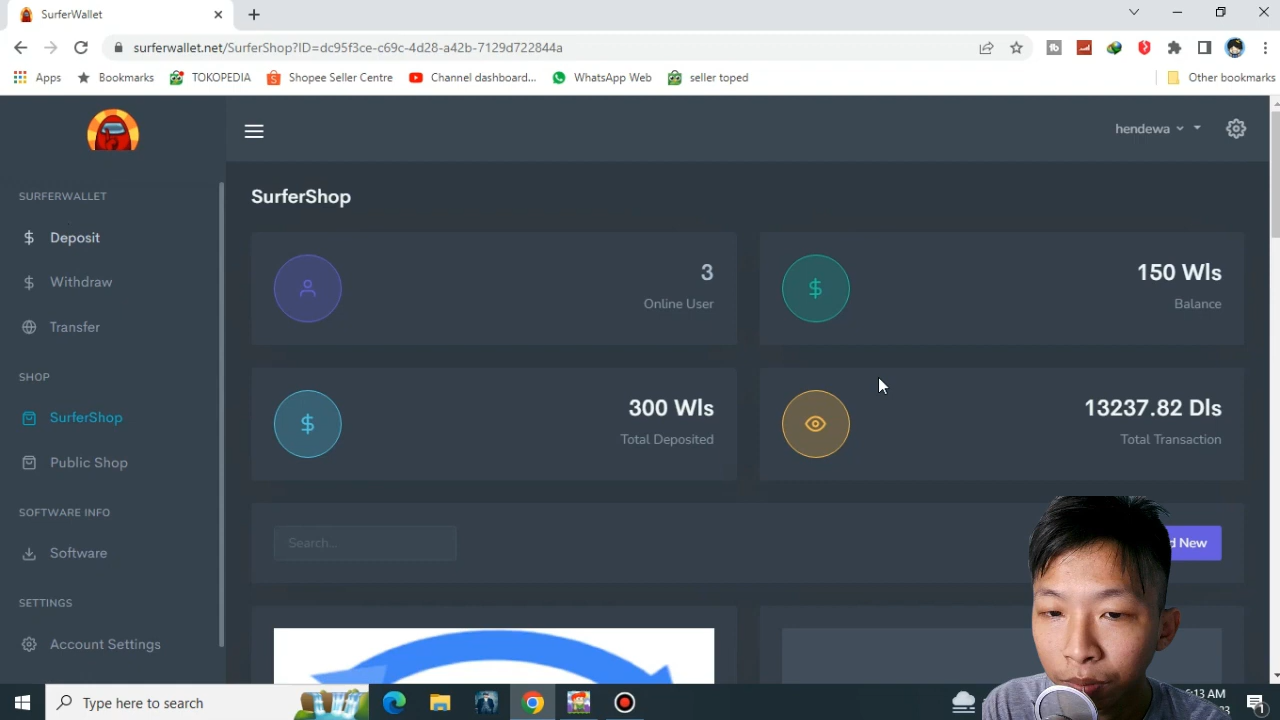 SurferWallet
surferwallet.net/SurferShop?ID=dc95f3ce-c69c-4d28-a42b-7129d722844a
Apps Bookmarks TOKOPEDIA Shopee Seller Centre Channel dashboard... WhatsApp Web seller toped Other bookmarks
hendewa
SURFERWALLET
Deposit
Withdraw
Transfer
SHOP
SurferShop
Public Shop
SOFTWARE INFO
Software
SETTINGS
Account Settings
SurferShop
3
Online User
150 Wls
Balance
300 Wls
Total Deposited
13237.82 Dls
Total Transaction
Search...
New
Type here to search
:13 AM
1